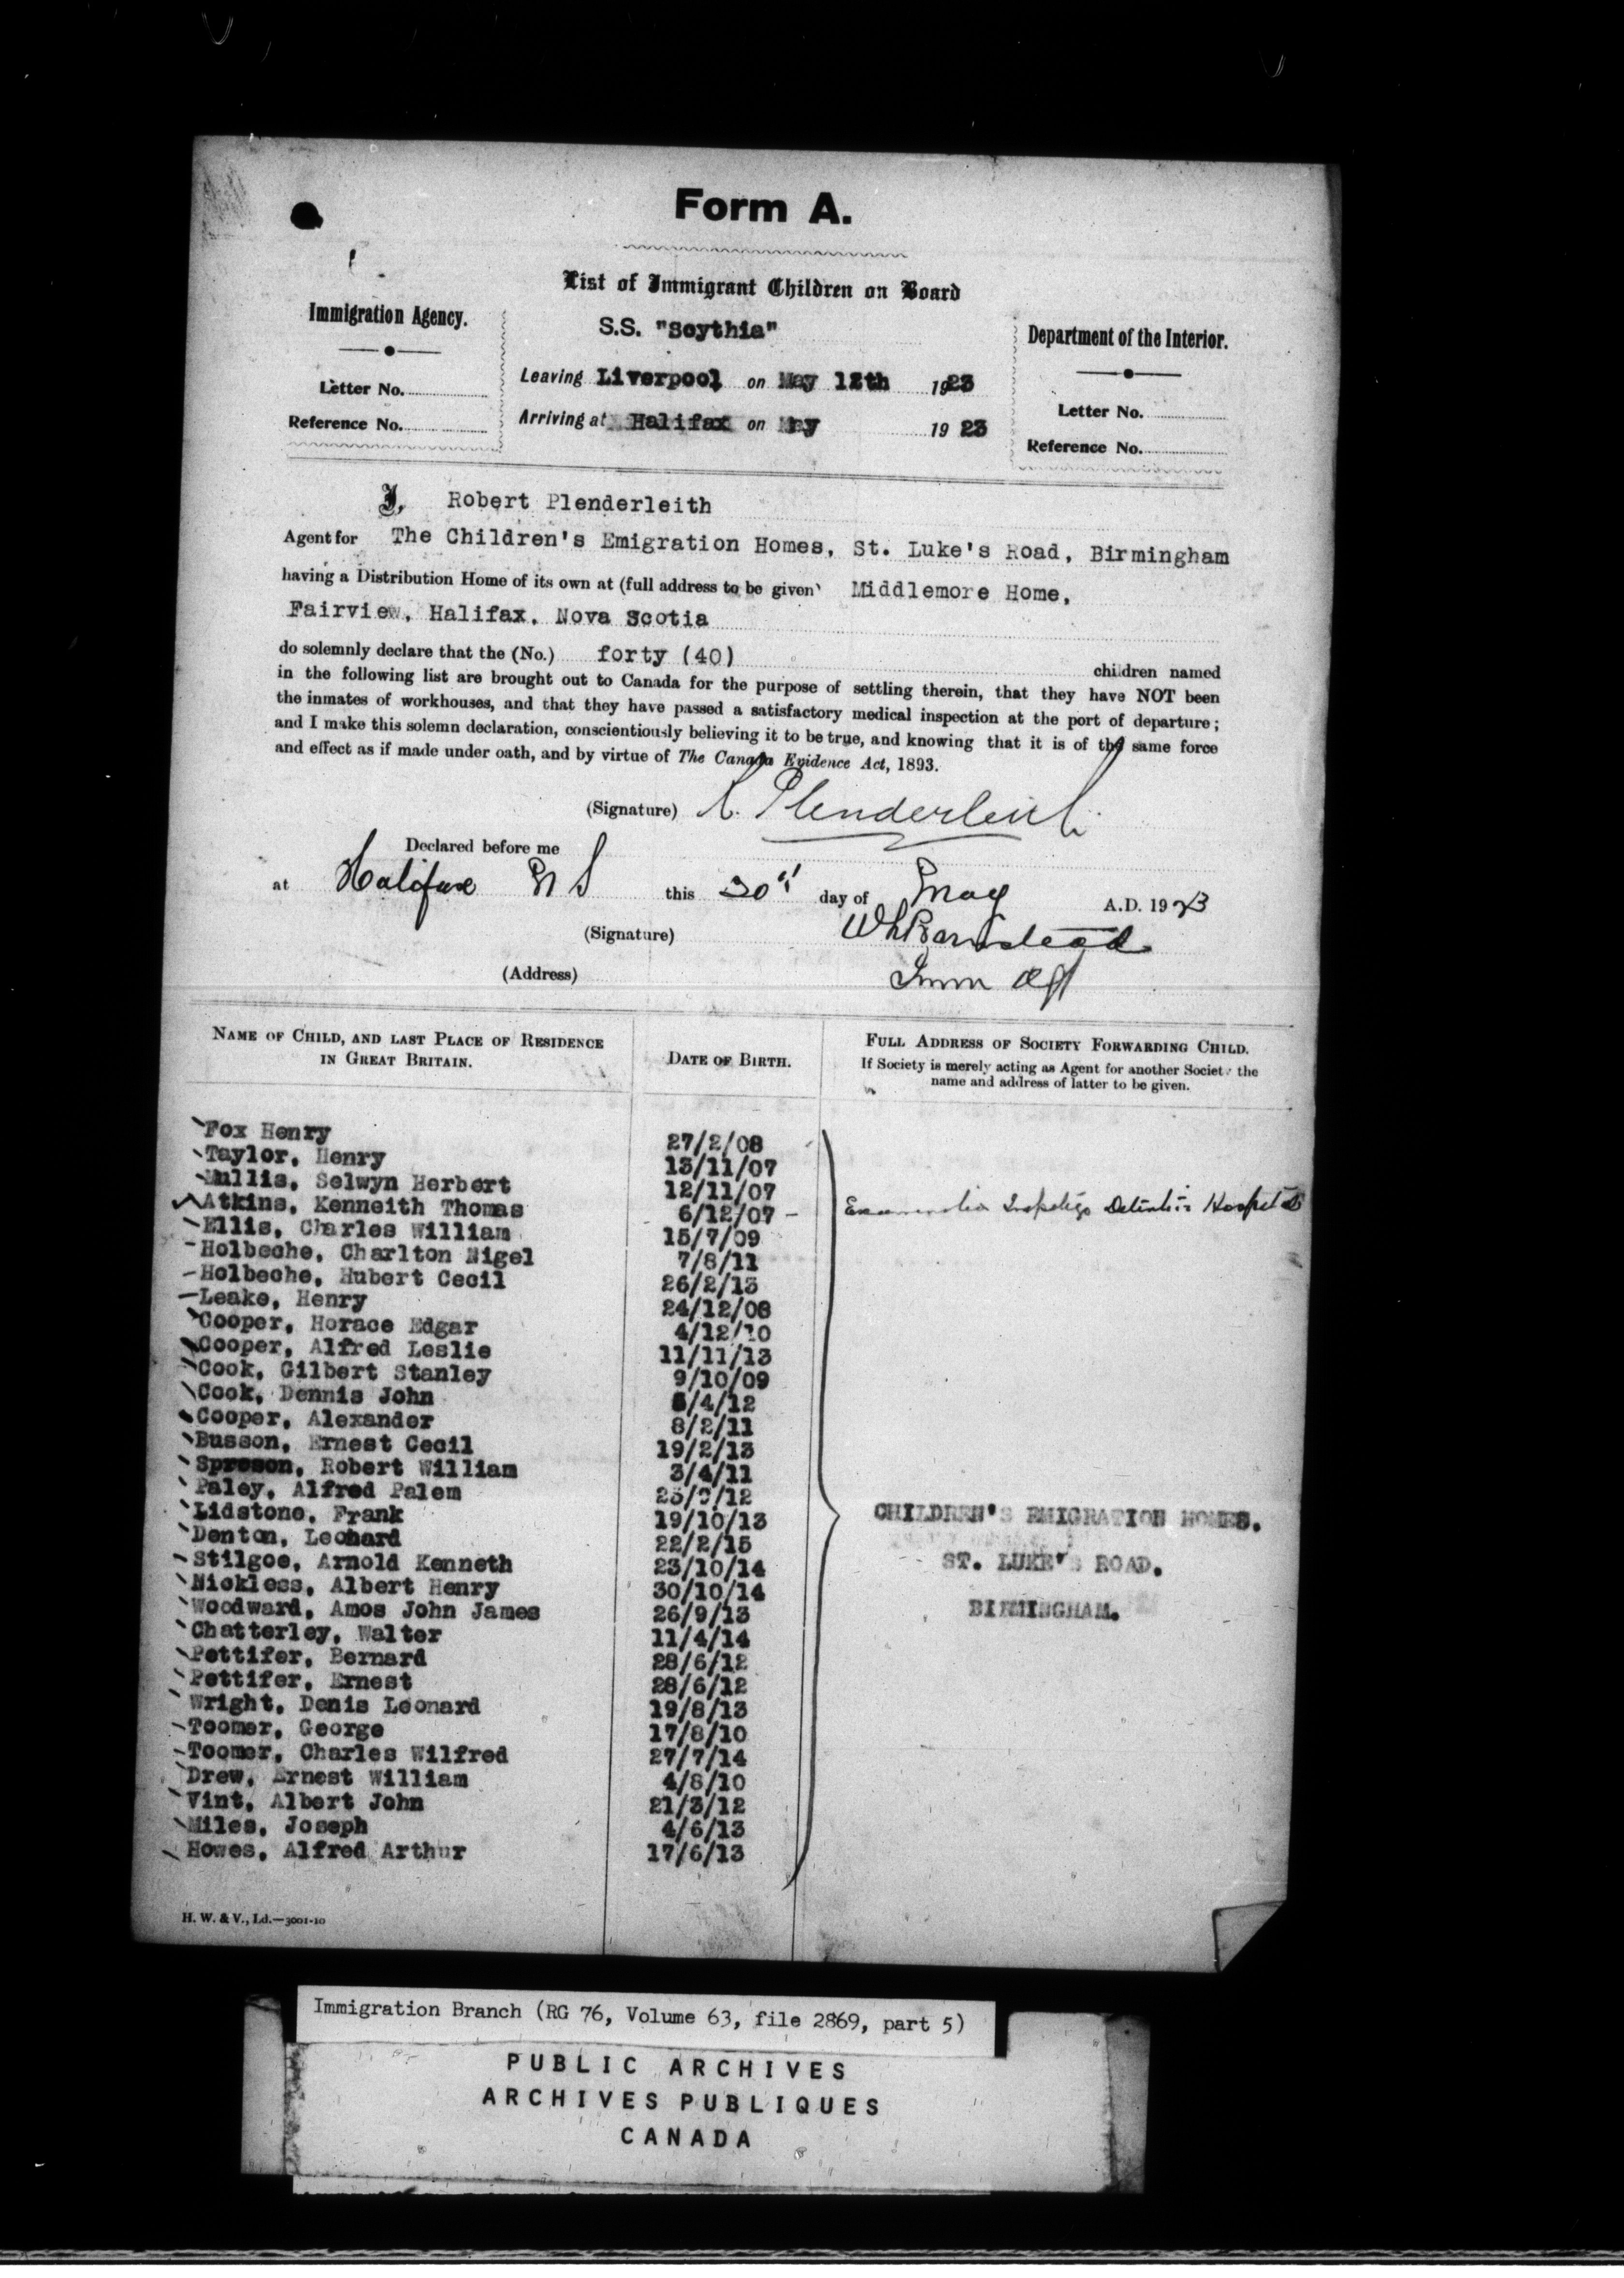 Form A.
List of Immigrant Children on Board
Immigration Agency.
S.S. "Scythia"
Department of the Interior.
Leaving Liverpool on May 12th 1923
Letter No.
Letter No.
Arriving at Halifax on May 1923
Reference No.
Reference No.
I, Robert Plenderleith
Agent for The Children's Emigration Homes, St. Luke's Road, Birmingham
having a Distribution Home of its own at (full address to be given) Middlemore Home,
Fairview, Halifax, Nova Scotia
do solemnly declare that the (No.) forty (40) children named
in the following list are brought out to Canada for the purpose of settling therein, that they have NOT been
the inmates of workhouses, and that they have passed a satisfactory medical inspection at the port of departure;
and I make this solemn declaration, conscientiously believing it to be true, and knowing that it is of the same force
and effect as if made under oath, and by virtue of The Canada Evidence Act, 1893.
(Signature) R. Plenderleith
Declared before me
at Halifax N S this day of May A.D. 1923
(Signature) W L Barnstead
(Address) Imm Agt
NAME OF CHILD, AND LAST PLACE OF RESIDENCE
IN GREAT BRITAIN.
DATE OF BIRTH.
FULL ADDRESS OF SOCIETY FORWARDING CHILD.
If Society is merely acting as Agent for another Society the
name and address of latter to be given.
Fox Henry 27/2/08
Taylor, Henry 13/11/07
Mullis, Selwyn Herbert 12/11/07
Atkins, Kenneith Thomas 6/12/07 - Impetigo Detention Hospital
Ellis, Charles William 15/7/09
Holbeche, Charlton Nigel 7/8/11
Holbeche, Hubert Cecil 26/2/13
Leake, Henry 24/12/08
Cooper, Horace Edgar 4/12/10
Cooper, Alfred Leslie 11/11/13
Cook, Gilbert Stanley 9/10/09
Cook, Dennis John /4/12
Cooper, Alexander 8/2/11
Busson, Ernest Cecil 19/2/13
Spreson, Robert William 3/4/11
Paley, Alfred Palem
Lidstone, Frank 19/10/13
CHILDREN'S EMIGRATION HOMES.
Denton, Leonard 22/2/15
Stilgoe, Arnold Kenneth 23/10/14
ST. LUKE'S ROAD.
Nickless, Albert Henry 30/10/14
Woodward, Amos John James 26/9/13
BIRMINGHAM.
Chatterley, Walter 11/4/14
Pettifer, Bernard 28/6/12
Pettifer, Ernest 28/6/12
Wright, Denis Leonard 19/8/13
Toomer, George 17/8/10
Toomer, Charles Wilfred 27/7/14
Drew, Ernest William 4/8/10
Vint, Albert John 21/3/12
Miles, Joseph 4/6/13
Howes, Alfred Arthur 17/6/13
H. W. & V., Ld.—3001-10
Immigration Branch (RG 76, Volume 63, file 2869, part 5)
PUBLIC ARCHIVES
ARCHIVES PUBLIQUES
CANADA